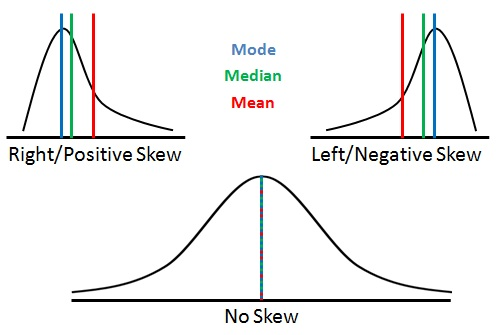 Mode
Median
Mean
Right/Positive Skew
Left/Negative Skew
No Skew